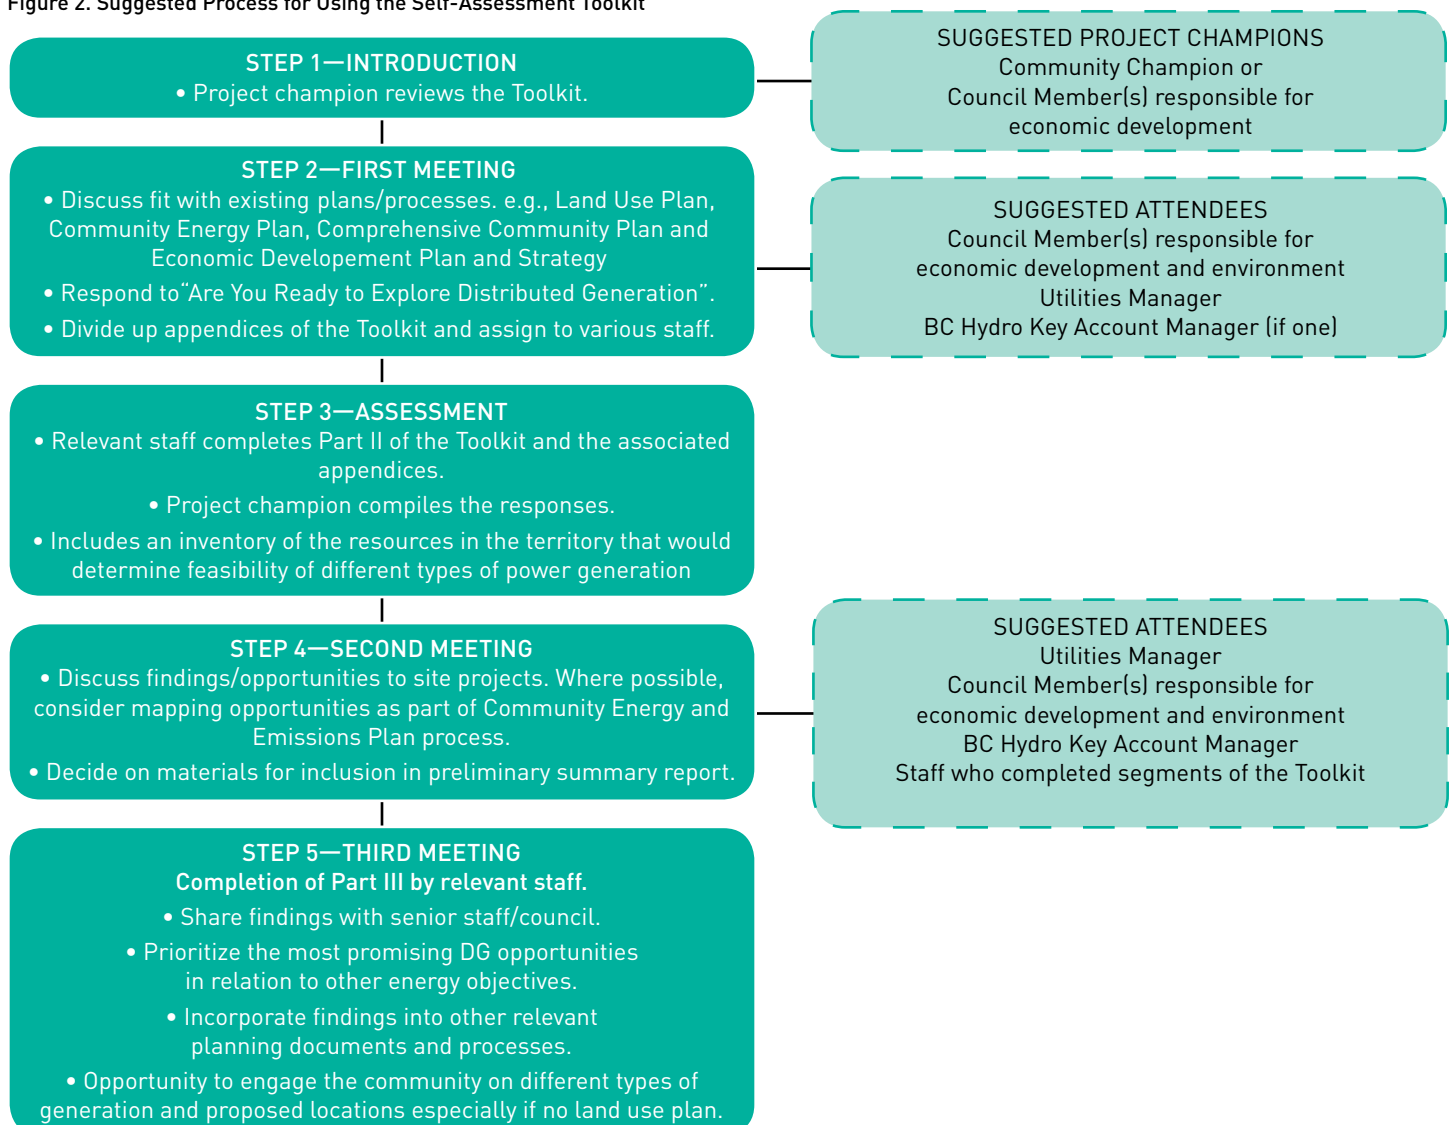 Figure 2. Suggested Process for Using the Self-Assessment Toolkit
STEP 1—INTRODUCTION
• Project champion reviews the Toolkit.
SUGGESTED PROJECT CHAMPIONS
Community Champion or
Council Member(s) responsible for
economic development
STEP 2—FIRST MEETING
• Discuss fit with existing plans/processes. e.g., Land Use Plan,
Community Energy Plan, Comprehensive Community Plan and
Economic Developement Plan and Strategy
• Respond to“Are You Ready to Explore Distributed Generation”.
• Divide up appendices of the Toolkit and assign to various staff.
SUGGESTED ATTENDEES
Council Member(s) responsible for
economic development and environment
Utilities Manager
BC Hydro Key Account Manager (if one)
STEP 3—ASSESSMENT
• Relevant staff completes Part II of the Toolkit and the associated
appendices.
• Project champion compiles the responses.
• Includes an inventory of the resources in the territory that would
determine feasibility of different types of power generation
STEP 4—SECOND MEETING
• Discuss findings/opportunities to site projects. Where possible,
consider mapping opportunities as part of Community Energy and
Emissions Plan process.
• Decide on materials for inclusion in preliminary summary report.
SUGGESTED ATTENDEES
Utilities Manager
Council Member(s) responsible for
economic development and environment
BC Hydro Key Account Manager
Staff who completed segments of the Toolkit
STEP 5—THIRD MEETING
Completion of Part III by relevant staff.
• Share findings with senior staff/council.
• Prioritize the most promising DG opportunities
in relation to other energy objectives.
• Incorporate findings into other relevant
planning documents and processes.
• Opportunity to engage the community on different types of
generation and proposed locations especially if no land use plan.